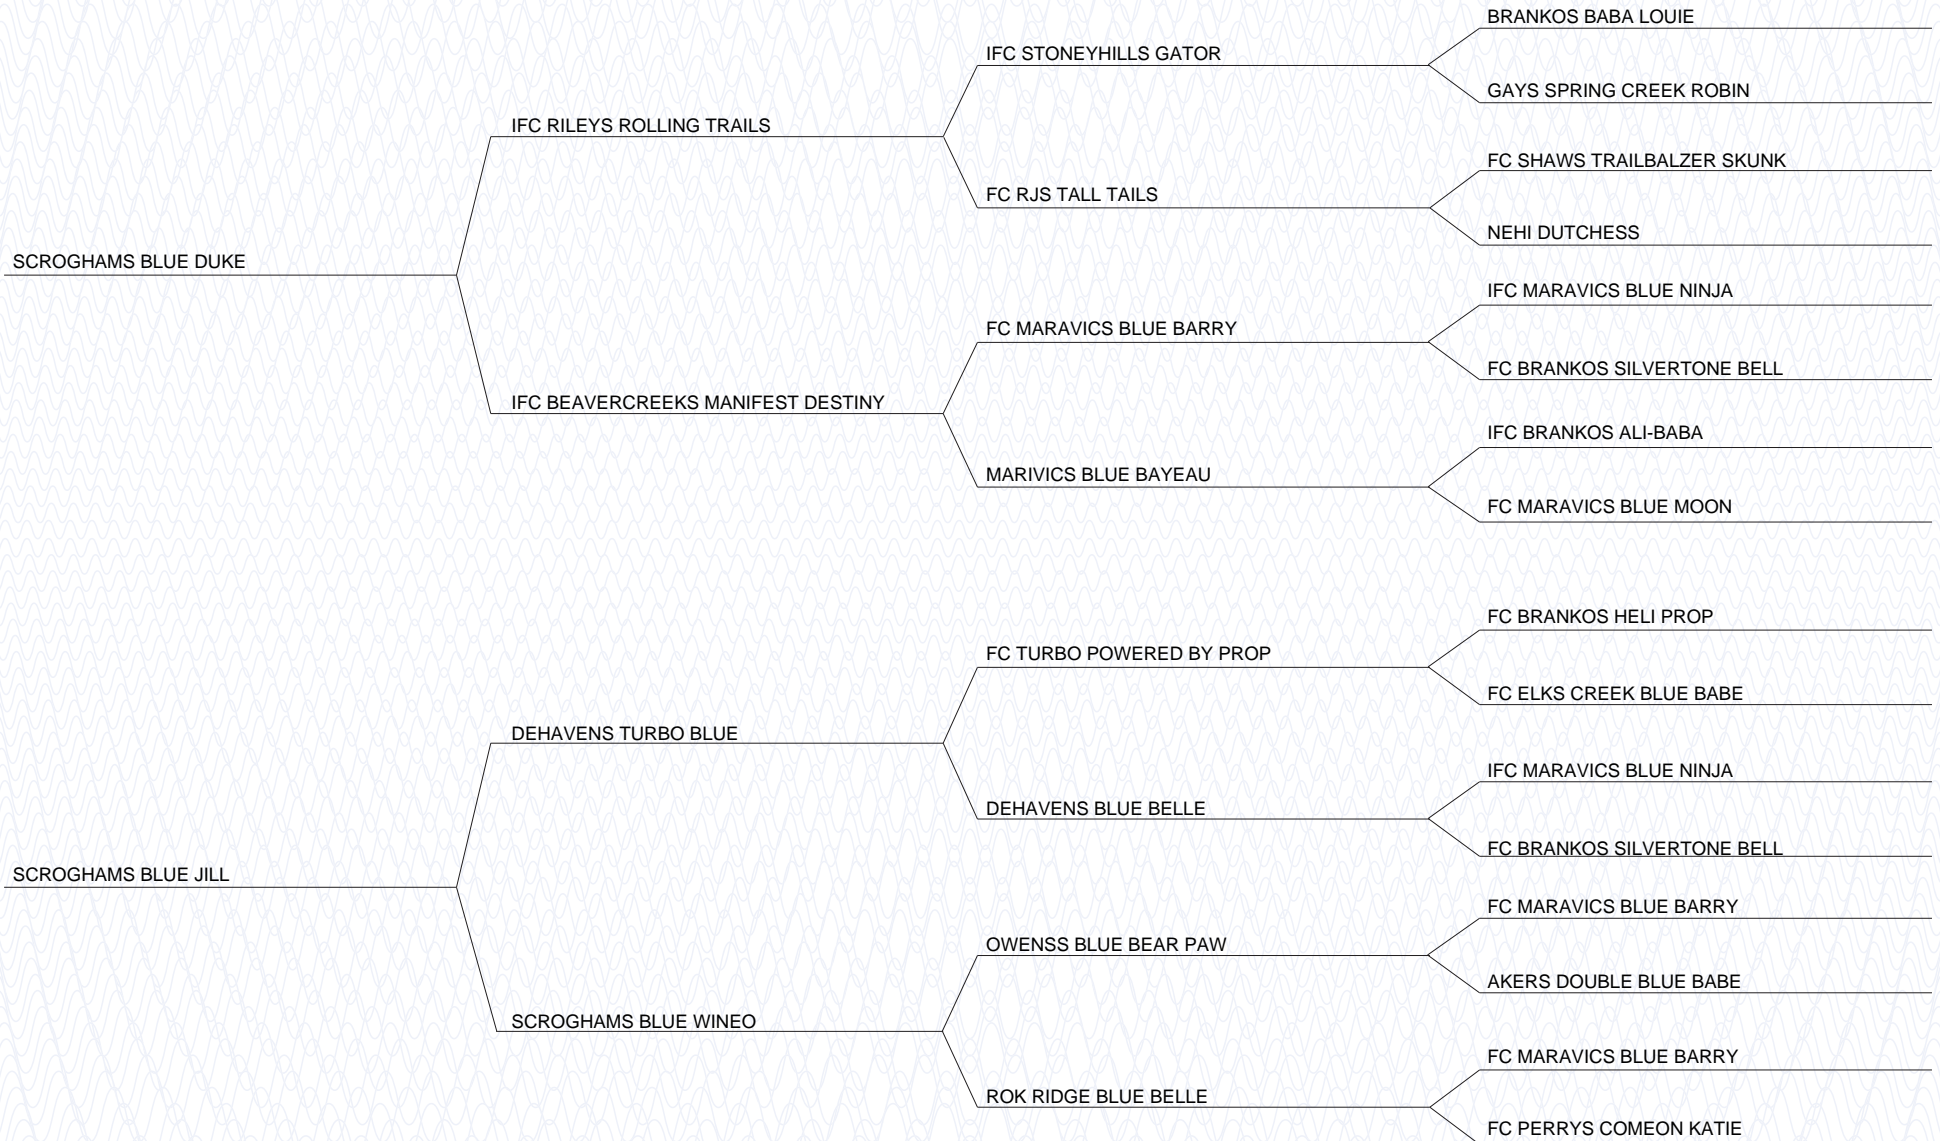 BRANKOS BABA LOUIE
IFC STONEYHILLS GATOR
GAYS SPRING CREEK ROBIN
IFC RILEYS ROLLING TRAILS
FC SHAWS TRAILBALZER SKUNK
FC RJS TALL TAILS
NEHI DUTCHESS
SCROGHAMS BLUE DUKE
IFC MARAVICS BLUE NINJA
FC MARAVICS BLUE BARRY
FC BRANKOS SILVERTONE BELL
IFC BEAVERCREEKS MANIFEST DESTINY
IFC BRANKOS ALI-BABA
MARIVICS BLUE BAYEAU
FC MARAVICS BLUE MOON
FC BRANKOS HELI PROP
FC TURBO POWERED BY PROP
FC ELKS CREEK BLUE BABE
DEHAVENS TURBO BLUE
IFC MARAVICS BLUE NINJA
DEHAVENS BLUE BELLE
FC BRANKOS SILVERTONE BELL
SCROGHAMS BLUE JILL
FC MARAVICS BLUE BARRY
OWENSS BLUE BEAR PAW
AKERS DOUBLE BLUE BABE
SCROGHAMS BLUE WINEO
FC MARAVICS BLUE BARRY
ROK RIDGE BLUE BELLE
FC PERRYS COMEON KATIE